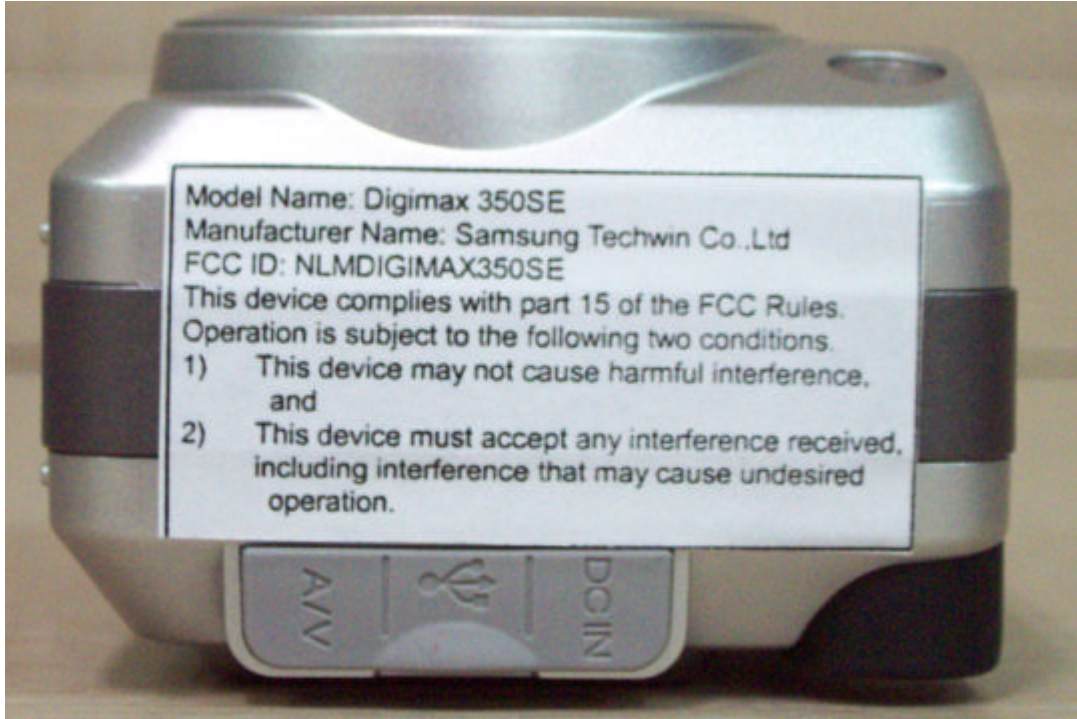 Model Name: Digimax 350SE
Manufacturer Name: Samsung Techwin Co.,Ltd
FCC ID: NLMDIGIMAX350SE
This device complies with part 15 of the FCC Rules.
Operation is subject to the following two conditions.
1) This device may not cause harmful interference,
and
2) This device must accept any interference received,
including interference that may cause undesired
operation.
A/V
DC IN